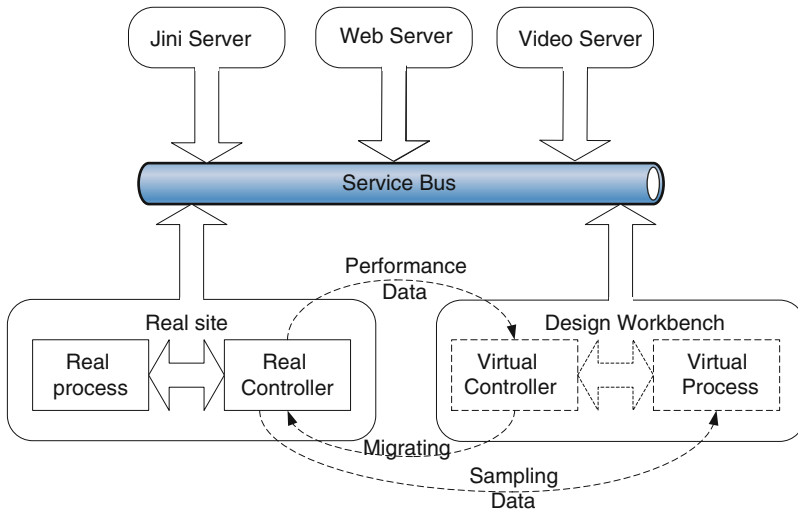 Jini Server
Web Server
Video Server
Service Bus
Performance
Data
Real site
Design Workbench
Real
process
Real
Controller
Virtual
Controller
Virtual
Process
Migrating
Sampling
Data